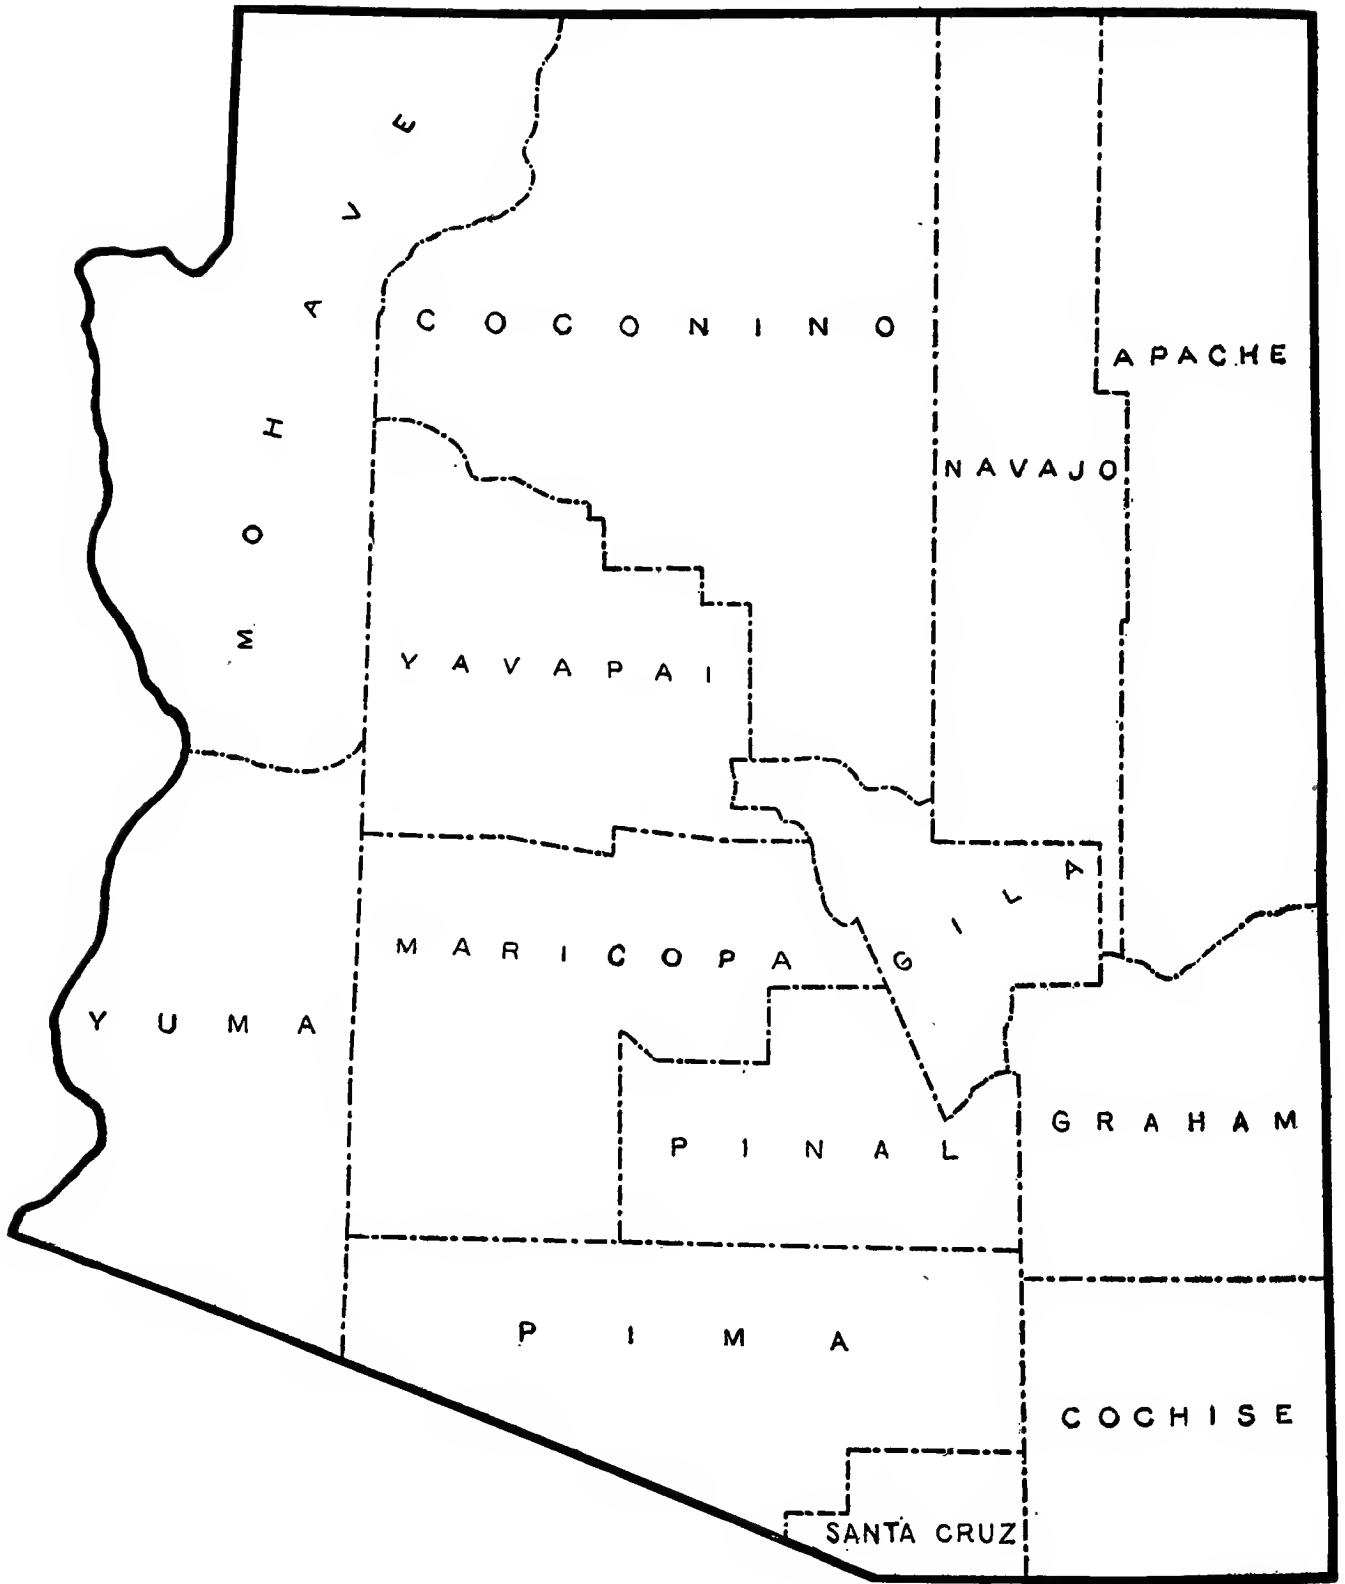 MOHAVE
COCONINO
APACHE
NAVAJO
YAVAPAI
GILA
MARICOPA
YUMA
GRAHAM
PINAL
PIMA
COCHISE
SANTA CRUZ